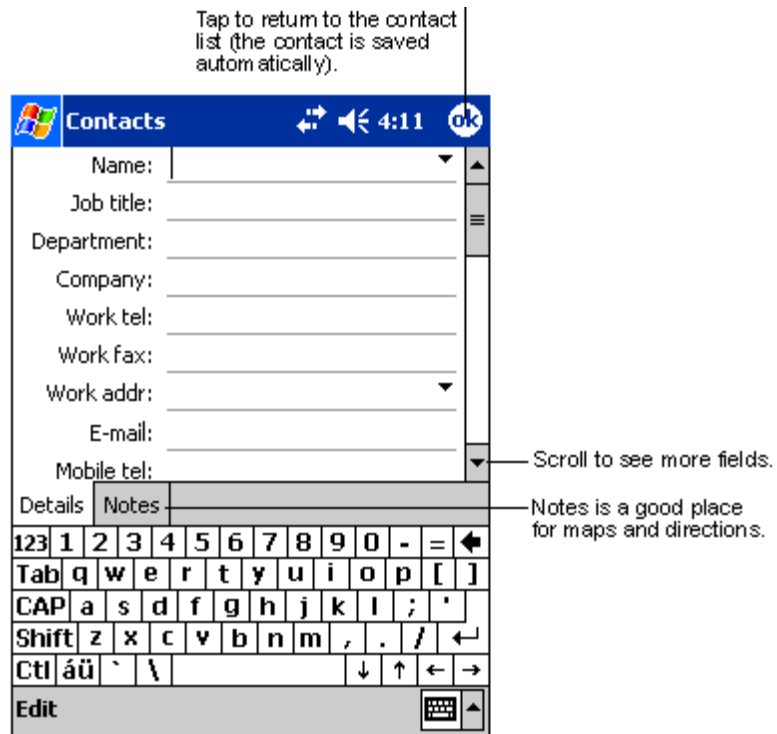 Tap to return to the contact
list (the contact is saved
automatically).
Contacts 4:11 ok
Name:
Job title:
Department:
Company:
Work tel:
Work fax:
Work addr:
E-mail:
Mobile tel:
Scroll to see more fields.
Details Notes
Notes is a good place
for maps and directions.
123 1 2 3 4 5 6 7 8 9 0 - =
Tab q w e r t y u i o p [ ]
CAP a s d f g h j k l ; '
Shift z x c v b n m , . /
Ctl áü ` \ ↓ ↑ ← →
Edit